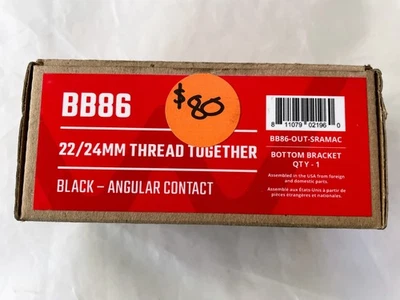 BB86
$80
22/24MM THREAD TOGETHER
BLACK – ANGULAR CONTACT
8 11079 02196 0
BB86-OUT-SRAMAC
BOTTOM BRACKET
QTY - 1
Assembled in the USA from foreign
and domestic parts.
Assemblé aux États-Unis à partir de
pièces étrangères et nationales.